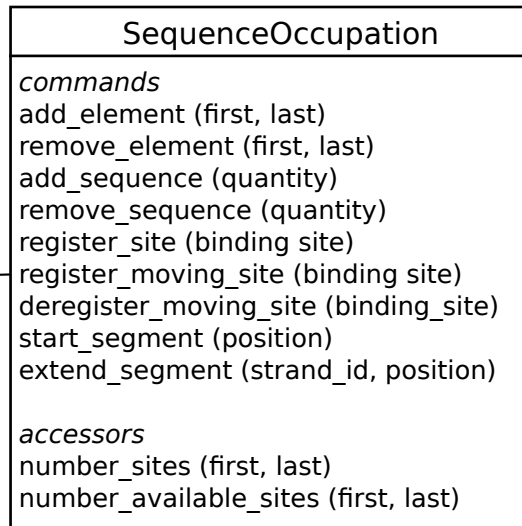 SequenceOccupation
commands
add_element (first, last)
remove_element (first, last)
add_sequence (quantity)
remove_sequence (quantity)
register_site (binding site)
register_moving_site (binding site)
deregister_moving_site (binding_site)
start_segment (position)
extend_segment (strand_id, position)
accessors
number_sites (first, last)
number_available_sites (first, last)